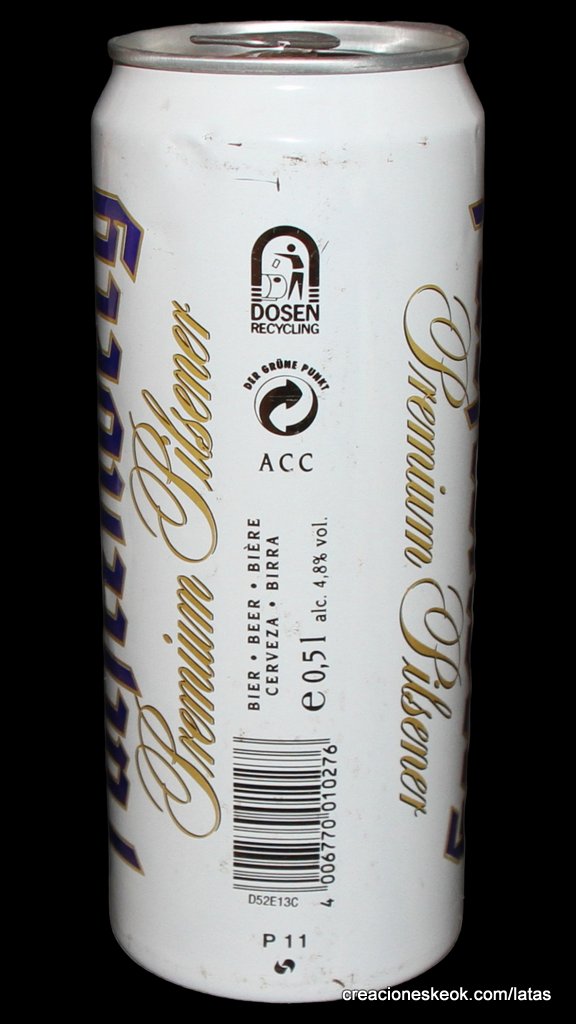 DOSEN
RECYCLING
DER GRÜNE PUNKT
ACC
Premium Pilsener
BIER • BEER • BIÈRE
CERVEZA • BIRRA
e 0,5 l alc. 4,8% vol.
Premium Pilsener
4 006770 010276
D52E13C
P 11
creacioneskeok.com/latas